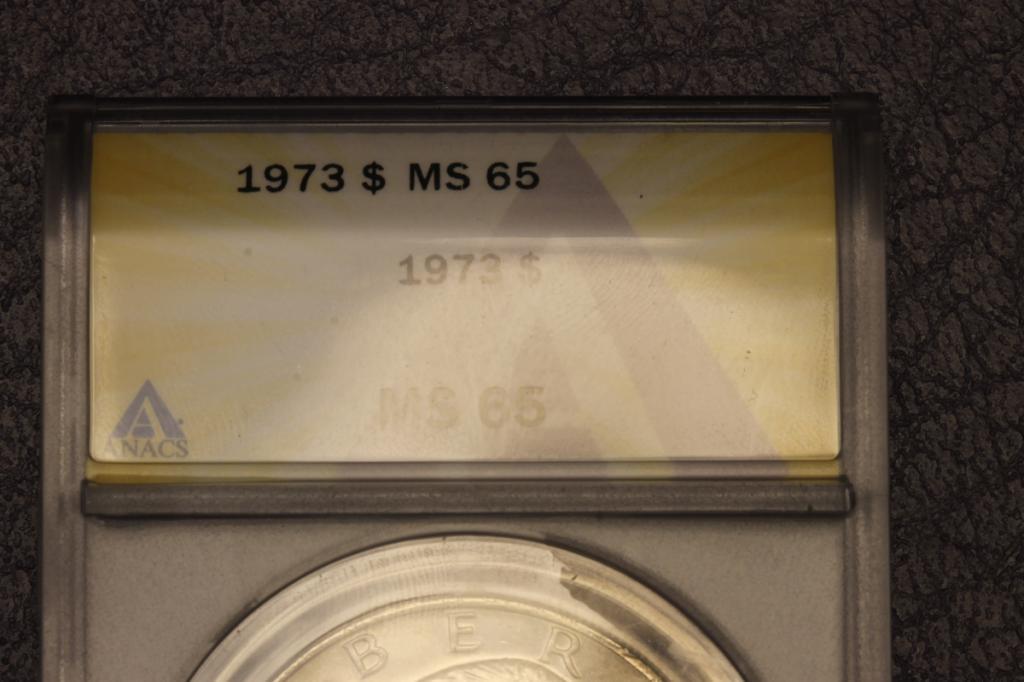 1973 $ MS 65
1973 $
MS 65
ANACS
BER